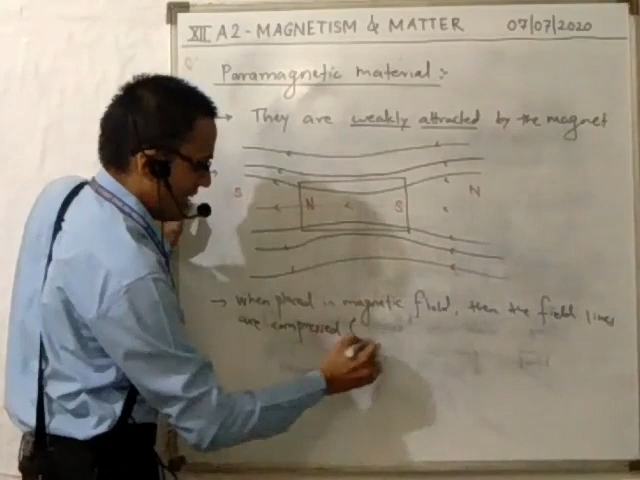 XII A2 - MAGNETISM & MATTER 07/07/2020
Paramagnetic material :-
→ They are weakly attracted by the magnet
S N S N
→ When placed in magnetic field, then the field lines
are compressed (